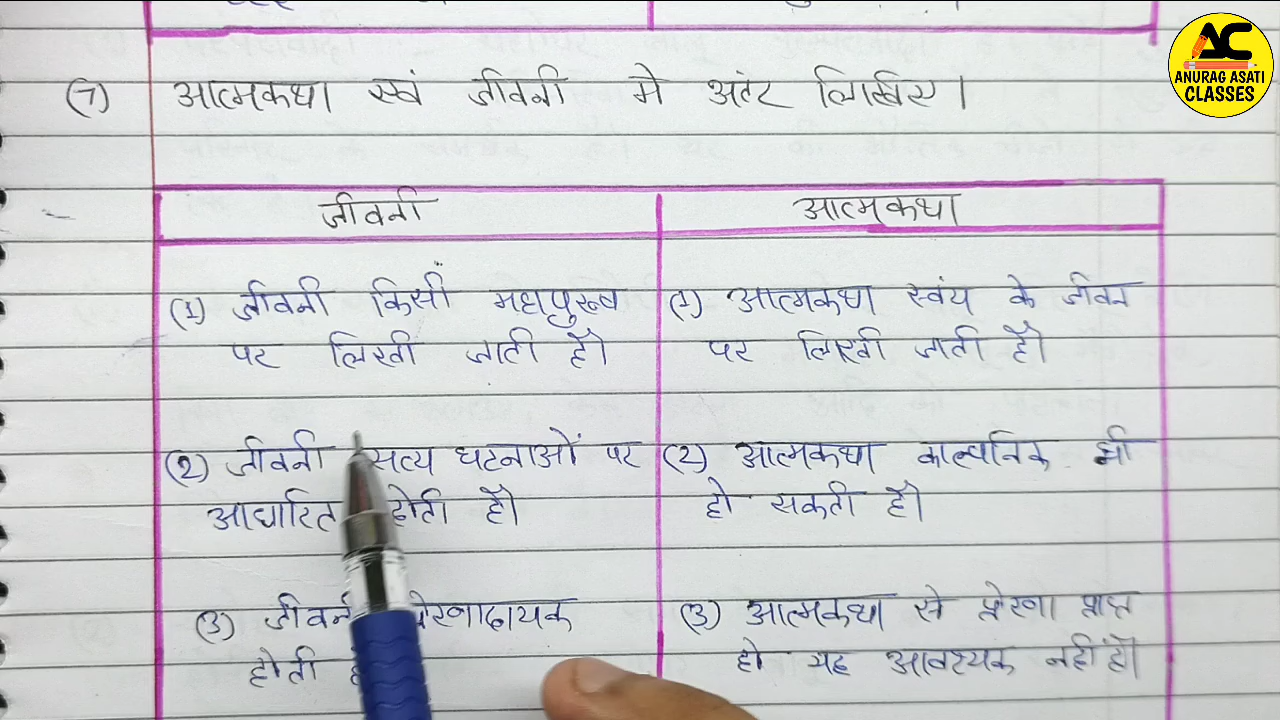 (7) आत्मकथा एवं जीवनी मे अतंर लिखिए।
जीवनी
आत्मकथा
(1) जीवनी किसी महापुरूष
पर लिखी जाती है।
(1) आत्मकथा स्वंय के जीवन
पर लिखी जाती है।
(2) जीवनी सत्य घटनाओं पर
आधारित होती है।
(2) आत्मकथा काल्पनिक भी
हो सकती है।
(3) प्रेरणादायक
होती
(3) आत्मकथा से प्रेरणा प्राप्त
हो यह आवश्यक नहीं है।
AC
ANURAG ASATI
CLASSES